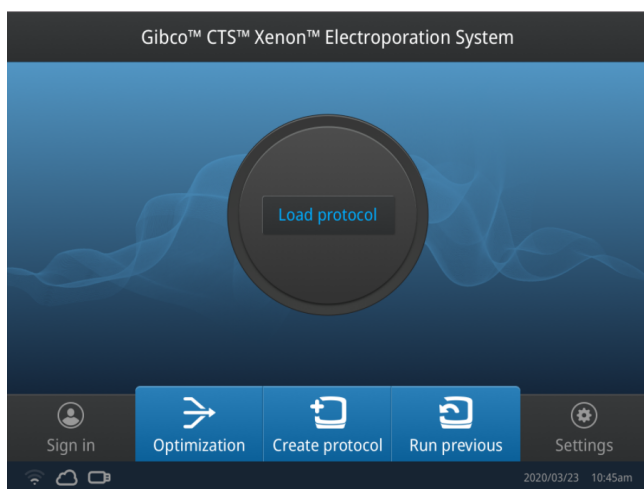 Gibco™ CTS™ Xenon™ Electroporation System
Load protocol
Sign in
Optimization
Create protocol
Run previous
Settings
2020/03/23 10:45am